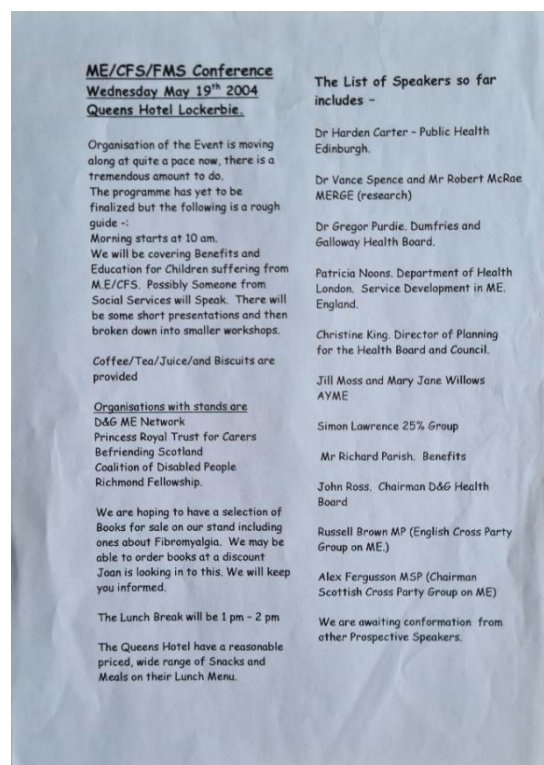 ME/CFS/FMS Conference
Wednesday May 19th 2004
Queens Hotel Lockerbie.
Organisation of the Event is moving
along at quite a pace now, there is a
tremendous amount to do.
The programme has yet to be
finalized but the following is a rough
guide -:
Morning starts at 10 am.
We will be covering Benefits and
Education for Children suffering from
M.E/CFS. Possibly Someone from
Social Services will Speak. There will
be some short presentations and then
broken down into smaller workshops.
Coffee/Tea/Juice/and Biscuits are
provided
Organisations with stands are
D&G ME Network
Princess Royal Trust for Carers
Befriending Scotland
Coalition of Disabled People
Richmond Fellowship.
We are hoping to have a selection of
Books for sale on our stand including
ones about Fibromyalgia. We may be
able to order books at a discount
Joan is looking in to this. We will keep
you informed.
The Lunch Break will be 1 pm - 2 pm
The Queens Hotel have a reasonable
priced, wide range of Snacks and
Meals on their Lunch Menu.
The List of Speakers so far
includes -
Dr Harden Carter - Public Health
Edinburgh.
Dr Vance Spence and Mr Robert McRae
MERGE (research)
Dr Gregor Purdie. Dumfries and
Galloway Health Board.
Patricia Noons. Department of Health
London. Service Development in ME.
England.
Christine King. Director of Planning
for the Health Board and Council.
Jill Moss and Mary Jane Willows
AYME
Simon Lawrence 25% Group
Mr Richard Parish. Benefits
John Ross. Chairman D&G Health
Board
Russell Brown MP (English Cross Party
Group on ME.)
Alex Fergusson MSP (Chairman
Scottish Cross Party Group on ME)
We are awaiting conformation from
other Prospective Speakers.